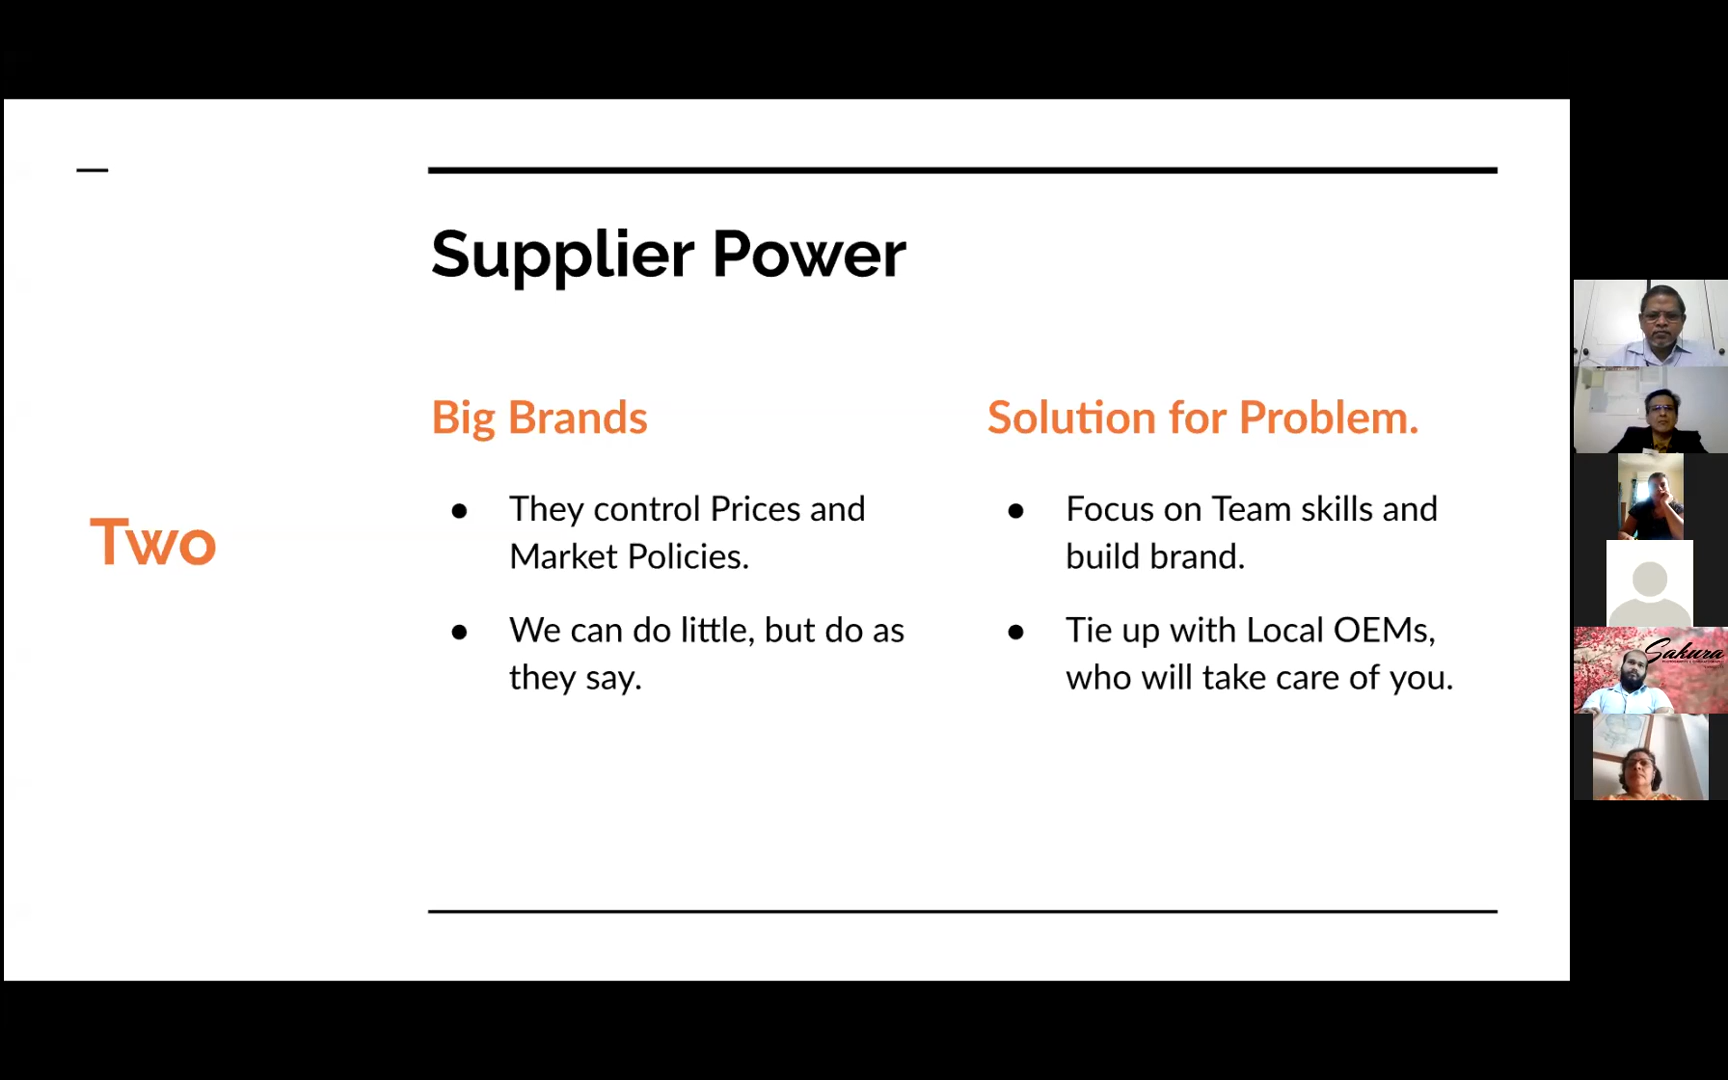 Supplier Power
Two
Big Brands
They control Prices and
Market Policies.
We can do little, but do as
they say.
Solution for Problem.
Focus on Team skills and
build brand.
Tie up with Local OEMs,
who will take care of you.
Sakura